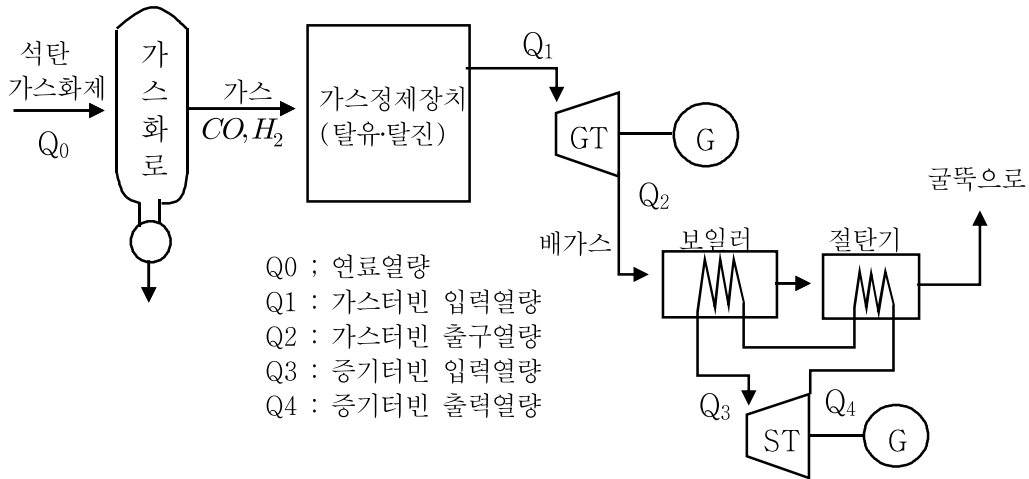 석탄
가스화제
Q₀
가스화로
가스
CO, H₂
가스정제장치
(탈유·탈진)
Q₁
GT
G
Q₂
배가스
보일러
절탄기
굴뚝으로
Q0 ; 연료열량
Q1 : 가스터빈 입력열량
Q2 : 가스터빈 출구열량
Q3 : 증기터빈 입력열량
Q4 : 증기터빈 출력열량
Q₃
ST
Q₄
G